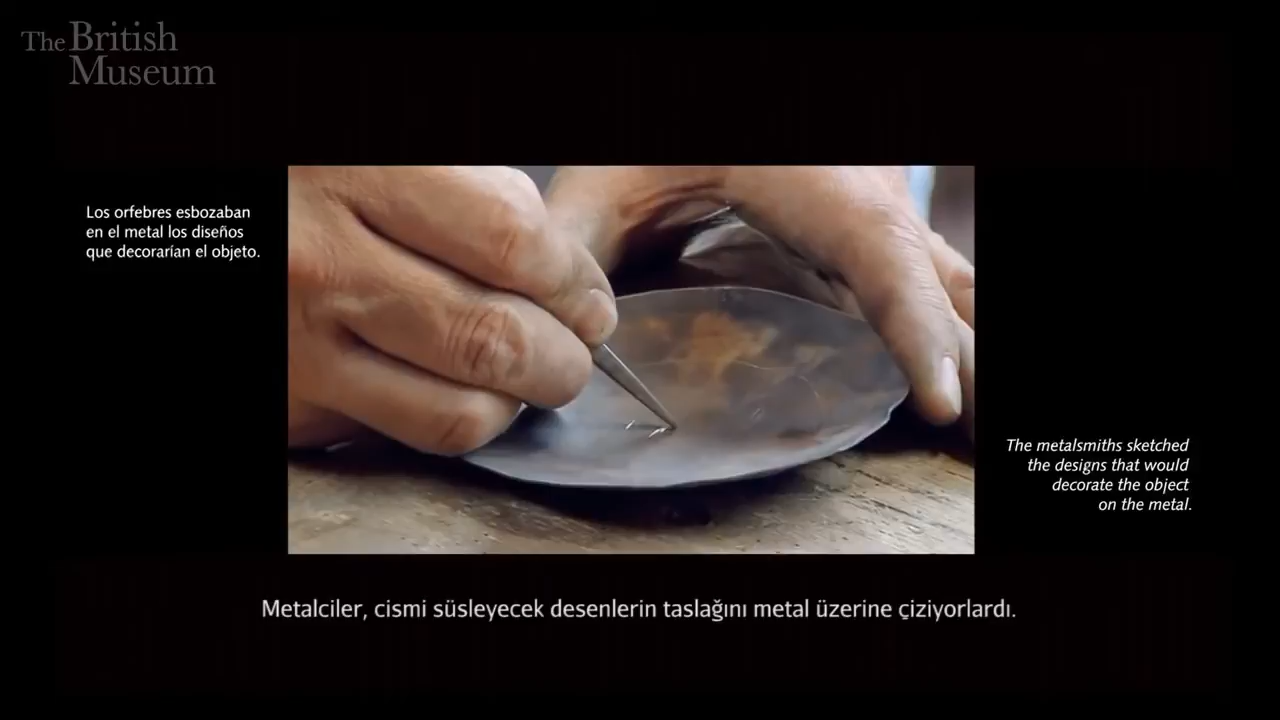 The British
Museum
Los orfebres esbozaban
en el metal los diseños
que decorarían el objeto.
The metalsmiths sketched
the designs that would
decorate the object
on the metal.
Metalciler, cismi süsleyecek desenlerin taslağını metal üzerine çiziyorlardı.